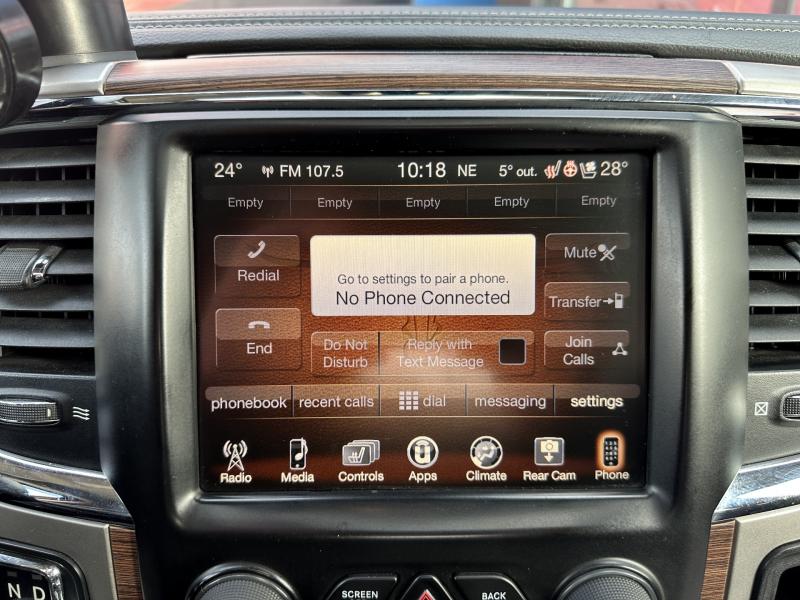 24° FM 107.5 10:18 NE 5° out. 28°
Empty Empty Empty Empty Empty
Redial
Go to settings to pair a phone.
No Phone Connected
Mute
Transfer
End
Do Not
Disturb
Reply with
Text Message
Join
Calls
phonebook recent calls dial messaging settings
Radio Media Controls Apps Climate Rear Cam Phone
N D
SCREEN BACK